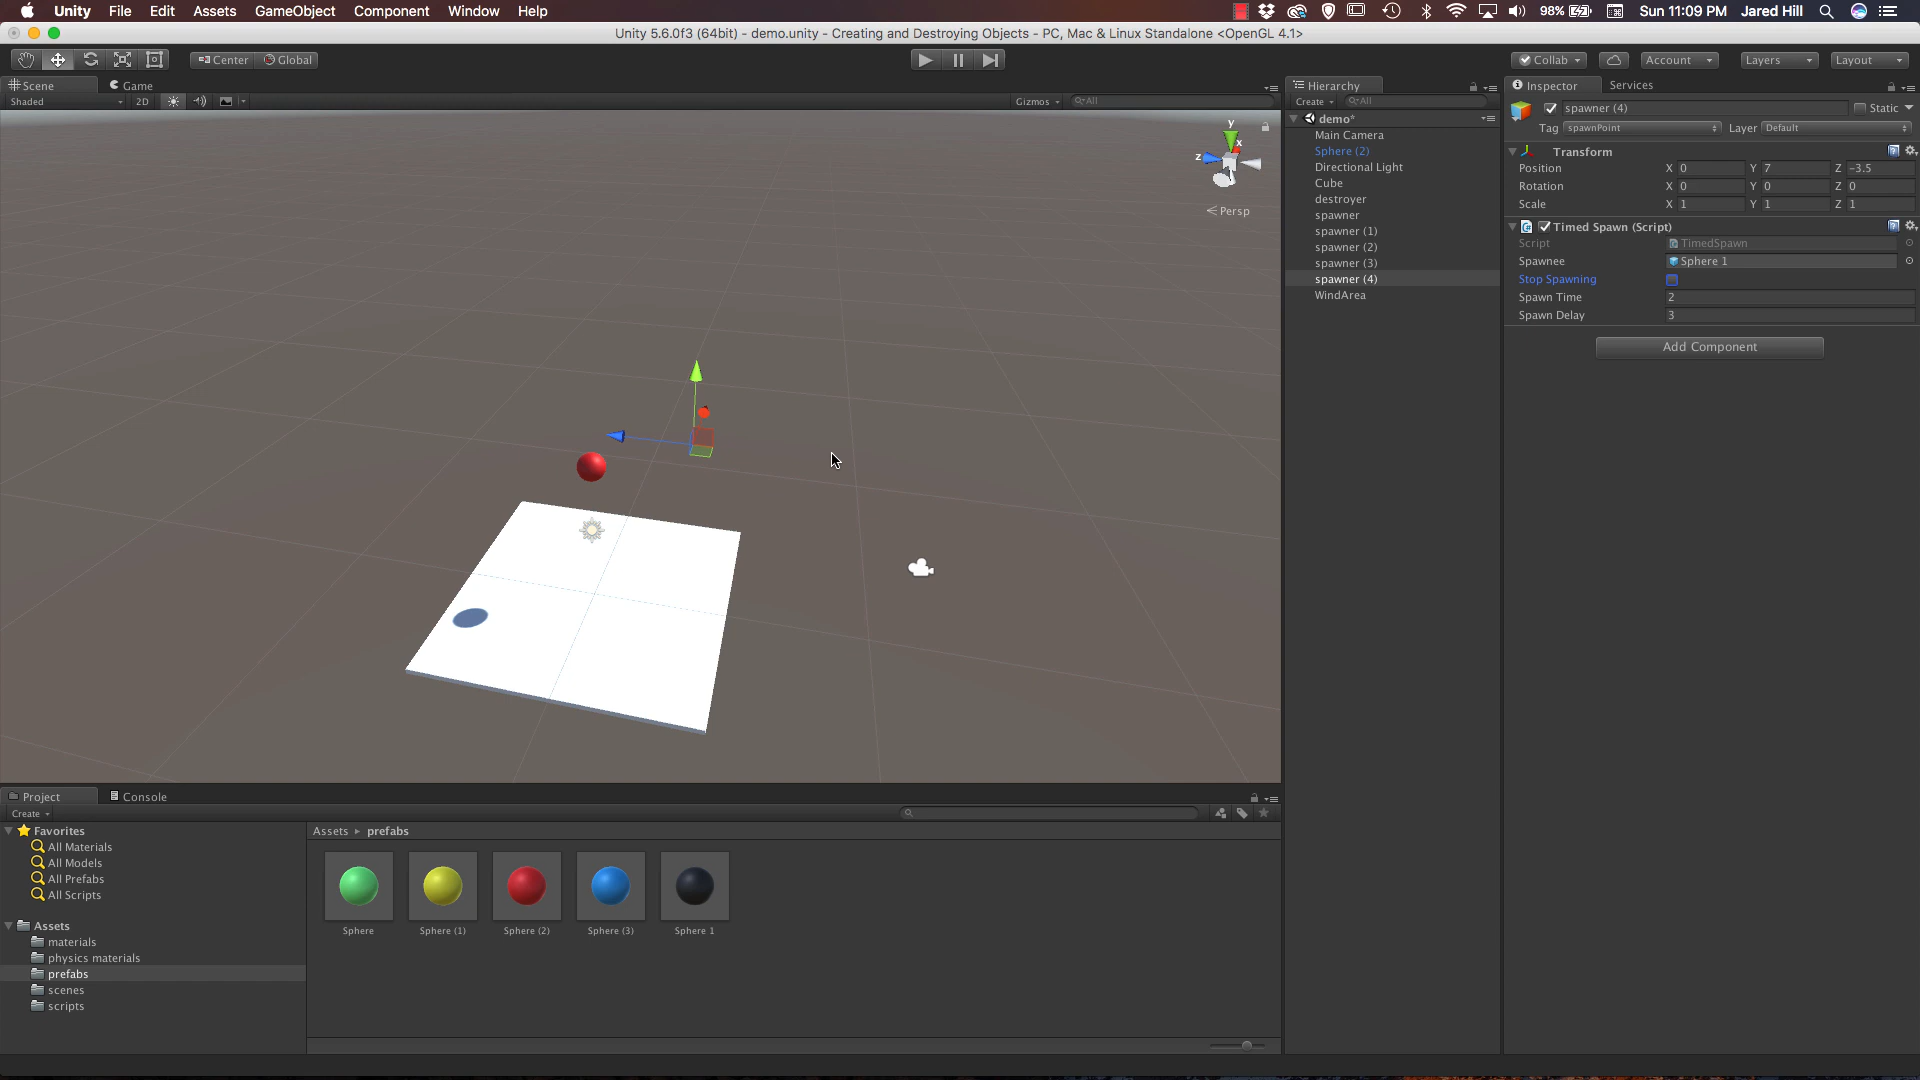 Unity File Edit Assets GameObject Component Window Help 98% Sun 11:09 PM Jared Hill
Unity 5.6.0f3 (64bit) - demo.unity - Creating and Destroying Objects - PC, Mac & Linux Standalone <OpenGL 4.1>
Center Global Collab Account Layers Layout
Scene Game
Shaded 2D Gizmos All
y
x
z
Persp
Hierarchy
Create All
demo*
Main Camera
Sphere (2)
Directional Light
Cube
destroyer
spawner
spawner (1)
spawner (2)
spawner (3)
spawner (4)
WindArea
Inspector Services
spawner (4) Static
Tag spawnPoint Layer Default
Transform
Position X 0 Y 7 Z -3.5
Rotation X 0 Y 0 Z 0
Scale X 1 Y 1 Z 1
Timed Spawn (Script)
Script TimedSpawn
Spawnee Sphere 1
Stop Spawning
Spawn Time 2
Spawn Delay 3
Add Component
Project Console
Create
Favorites
All Materials
All Models
All Prefabs
All Scripts
Assets
materials
physics materials
prefabs
scenes
scripts
Assets prefabs
Sphere Sphere (1) Sphere (2) Sphere (3) Sphere 1